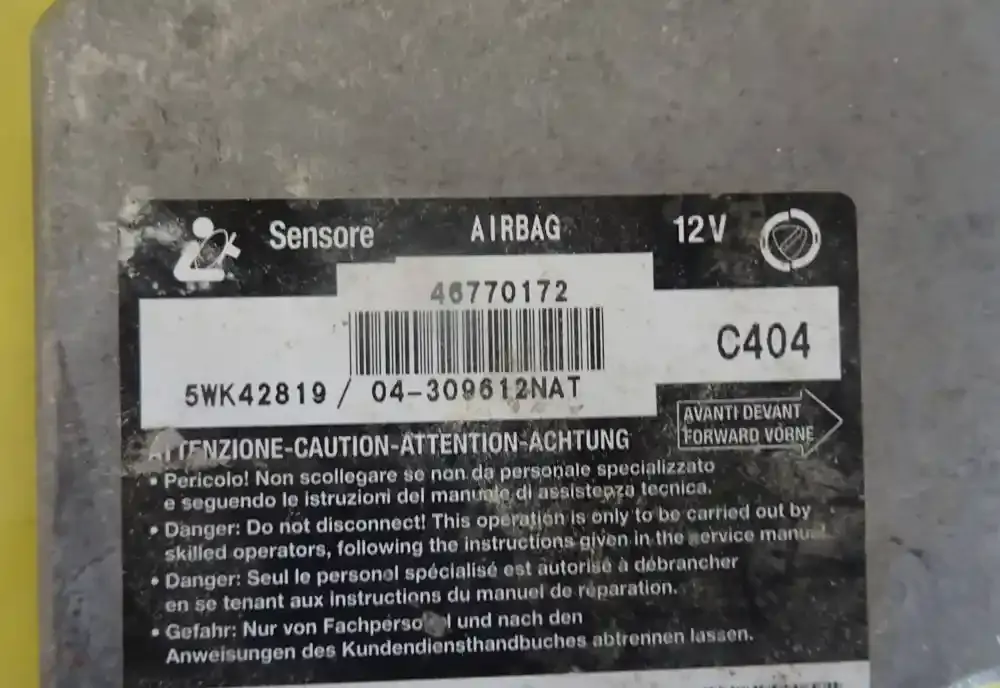 Sensore AIRBAG 12V
46770172
C404
5WK42819 / 04-309612NAT
AVANTI DEVANT
FORWARD VORNE
ATTENZIONE-CAUTION-ATTENTION-ACHTUNG
• Pericolo! Non scollegare se non da personale specializzato
e seguendo le istruzioni del manuale di assistenza tecnica.
• Danger: Do not disconnect! This operation is only to be carried out by
skilled operators, following the instructions given in the service manual.
• Danger: Seul le personel spécialisé est autorisé à débrancher
en se tenant aux instructions du manuel de réparation.
• Gefahr: Nur von Fachpersonal und nach den
Anweisungen des Kundendiensthandbuches abtrennen lassen.